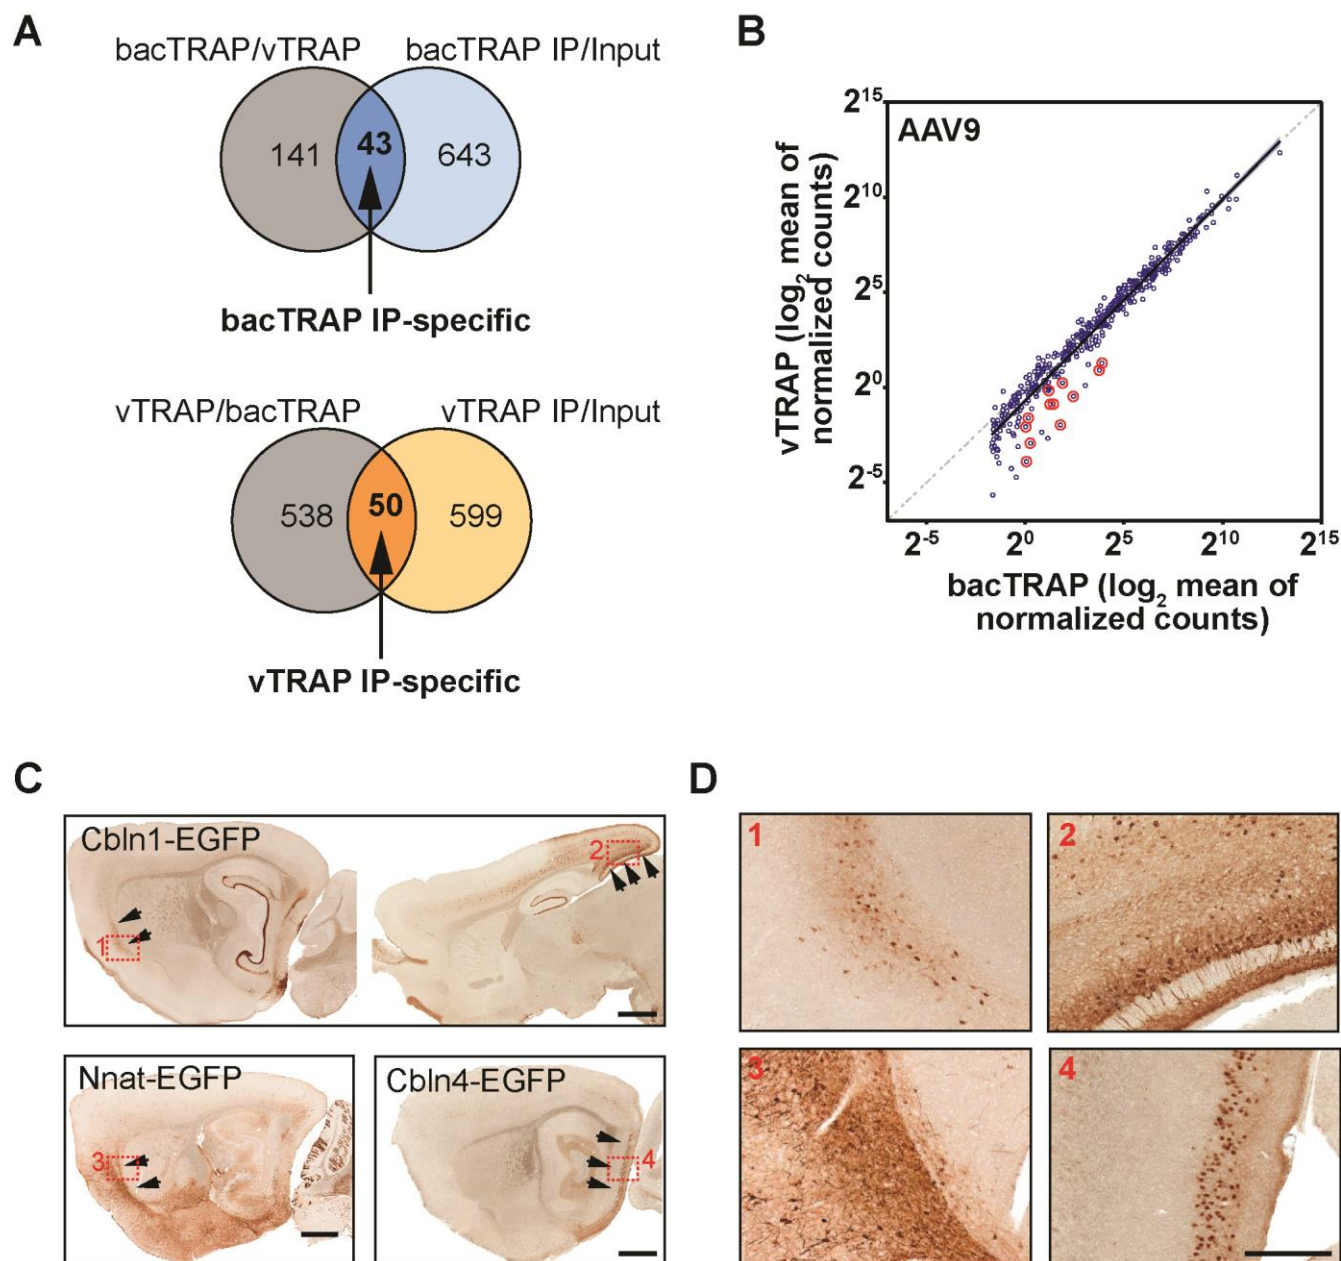 A
bacTRAP/vTRAP
bacTRAP IP/Input
141
43
643
bacTRAP IP-specific
vTRAP/bacTRAP
vTRAP IP/Input
538
50
599
vTRAP IP-specific
B
AAV9
2^15
2^10
2^5
2^0
2^-5
vTRAP (log₂ mean of
normalized counts)
2^-5
2^0
2^5
2^10
2^15
bacTRAP (log₂ mean of
normalized counts)
C
Cbln1-EGFP
1
2
Nnat-EGFP
3
Cbln4-EGFP
4
D
1
2
3
4